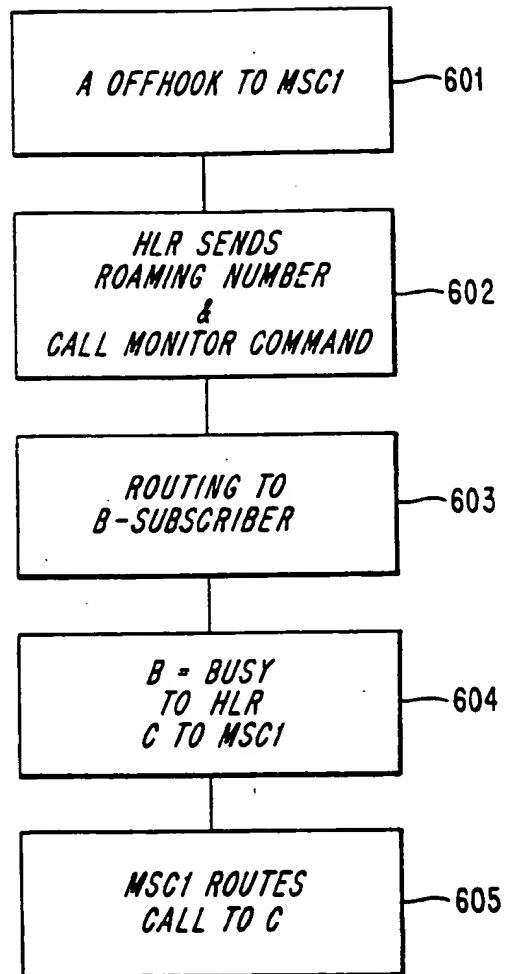 A OFFHOOK TO MSC1
601
HLR SENDS
ROAMING NUMBER
&
CALL MONITOR COMMAND
602
ROUTING TO
B-SUBSCRIBER
603
B = BUSY
TO HLR
C TO MSC1
604
MSC1 ROUTES
CALL TO C
605